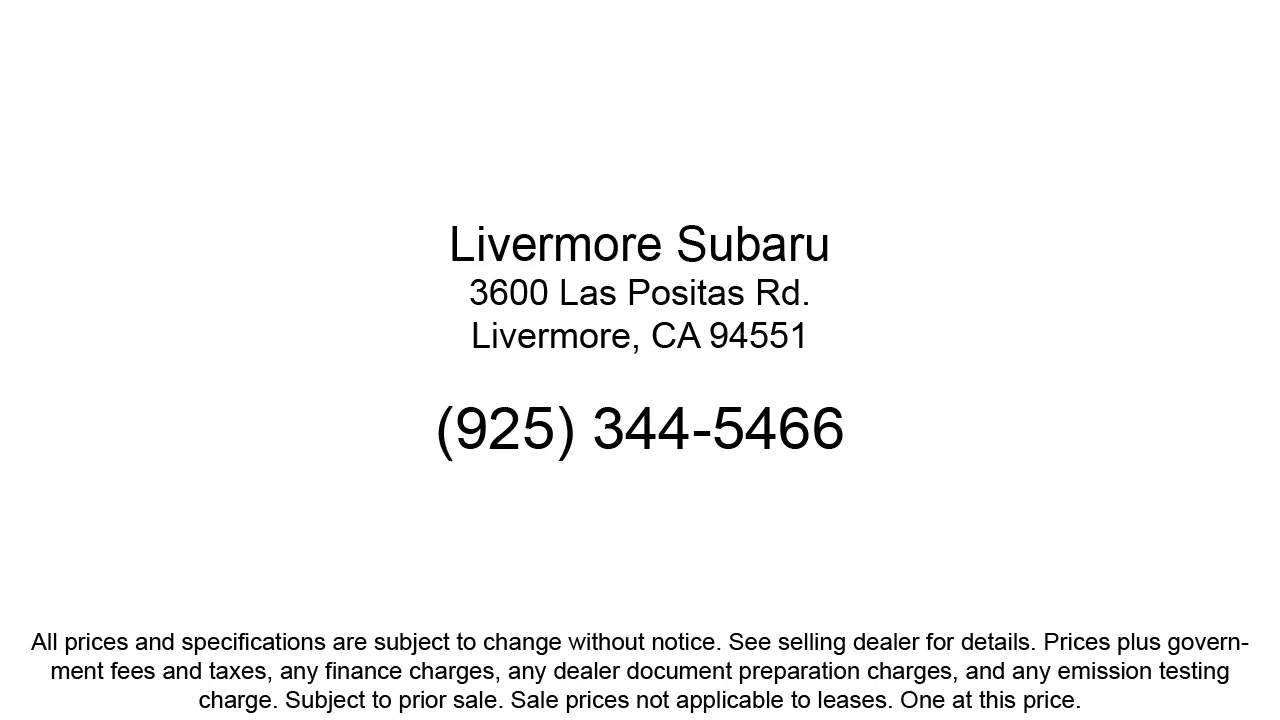 Livermore Subaru
3600 Las Positas Rd.
Livermore, CA 94551
(925) 344-5466
All prices and specifications are subject to change without notice. See selling dealer for details. Prices plus govern-
ment fees and taxes, any finance charges, any dealer document preparation charges, and any emission testing
charge. Subject to prior sale. Sale prices not applicable to leases. One at this price.